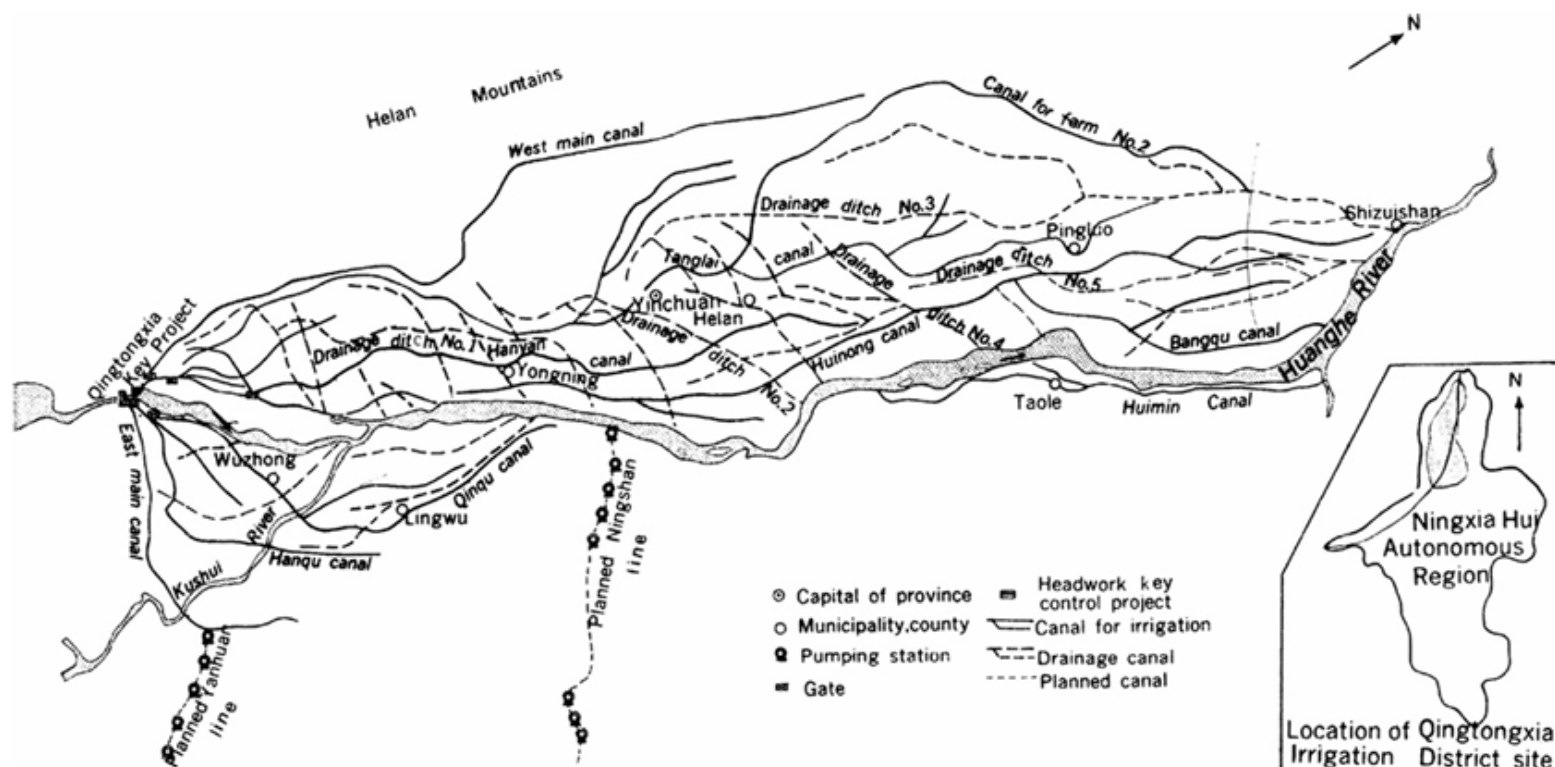 N
Helan Mountains
West main canal
Canal for farm No.2
Drainage ditch No.3
Shizuishan
Pingluo
Tanglai canal
Drainage ditch No.4
Drainage ditch No.5
Yinchuan
Helan
Qingtongxia
Key Project
Drainage ditch No.1
Hanyan canal
Drainage ditch No.2
Huinong canal
Bangqu canal
Huanghe River
Yongning
Taole
Huimin Canal
East main canal
Wuzhong
Qinqu canal
Lingwu
Kushui River
Hanqu canal
Planned Ningshan
line
Planned Yanhuan
line
Capital of province
Municipality,county
Pumping station
Gate
Headwork key
control project
Canal for irrigation
Drainage canal
Planned canal
N
Ningxia Hui
Autonomous
Region
Location of Qingtongxia
Irrigation District site